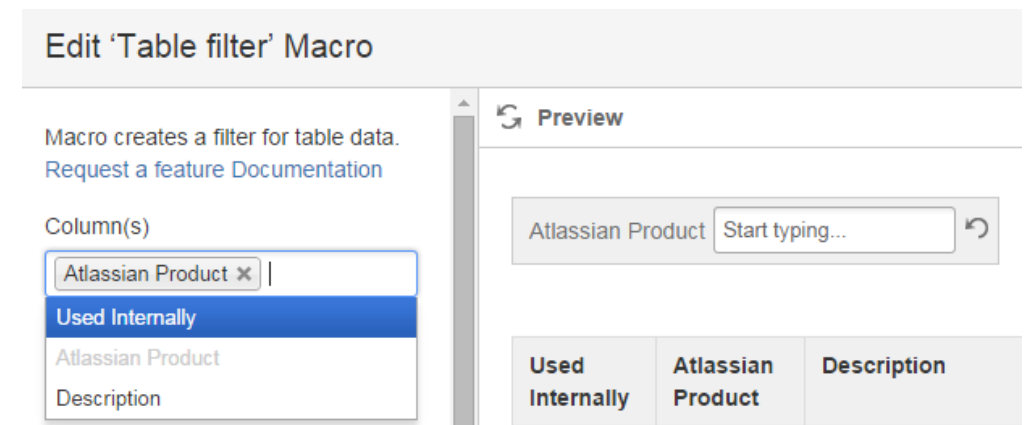 Edit ‘Table filter’ Macro
Macro creates a filter for table data.
Request a feature Documentation
Column(s)
Atlassian Product
Used Internally
Atlassian Product
Description
Preview
Atlassian Product Start typing...
Used Internally
Atlassian Product
Description